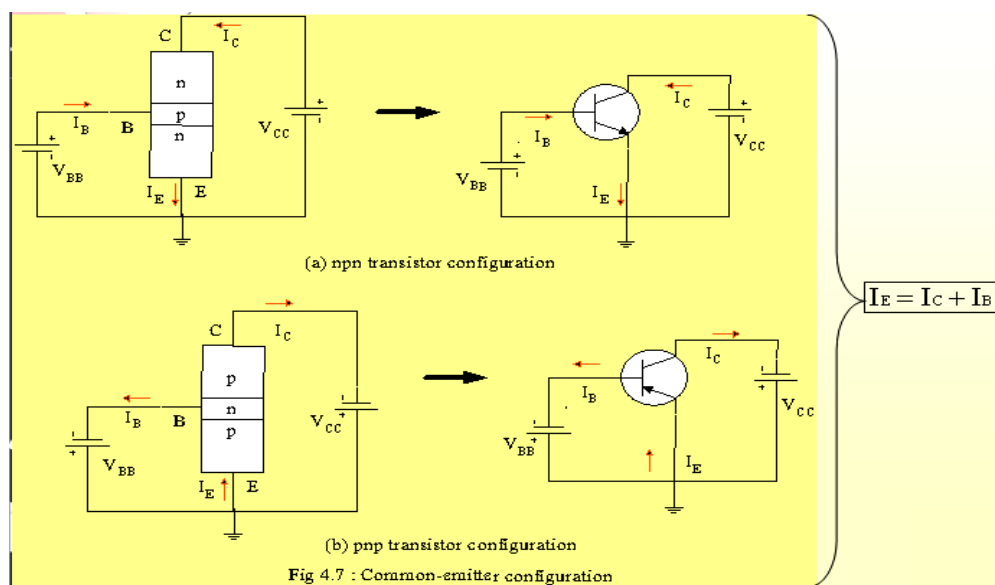 C
I_C
n
p
n
I_B
B
+
-
V_BB
+
-
V_CC
I_E
E
I_C
I_B
+
-
V_BB
+
-
V_CC
I_E
(a) npn transistor configuration
I_E = I_C + I_B
C
I_C
p
n
p
I_B
B
-
+
V_BB
-
+
V_CC
I_E
E
I_C
I_B
-
+
V_BB
-
+
V_CC
I_E
(b) pnp transistor configuration
Fig 4.7 : Common-emitter configuration